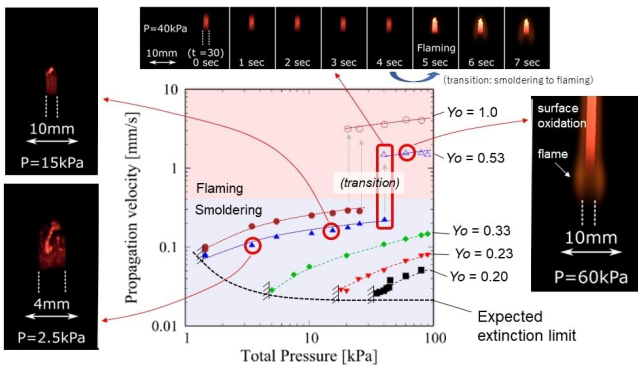 P=40kPa
10mm
(t =30)
0 sec
1 sec
2 sec
3 sec
4 sec
Flaming
5 sec
6 sec
7 sec
(transition: smoldering to flaming)
10mm
P=15kPa
4mm
P=2.5kPa
Propagation velocity [mm/s]
10
1
0.1
0.01
Flaming
Smoldering
(transition)
1
10
100
Total Pressure [kPa]
Yo = 1.0
Yo = 0.53
Yo = 0.33
Yo = 0.23
Yo = 0.20
Expected
extinction limit
surface
oxidation
flame
10mm
P=60kPa